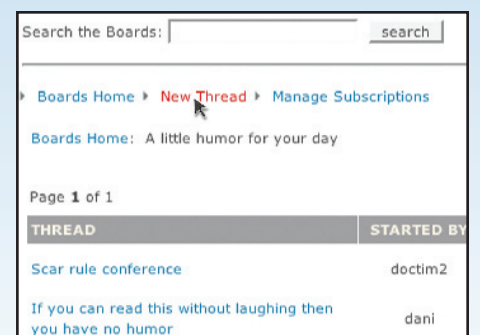 Search the Boards: search
Boards Home New Thread Manage Subscriptions
Boards Home: A little humor for your day
Page 1 of 1
THREAD STARTED BY
Scar rule conference doctim2
If you can read this without laughing then
you have no humor dani